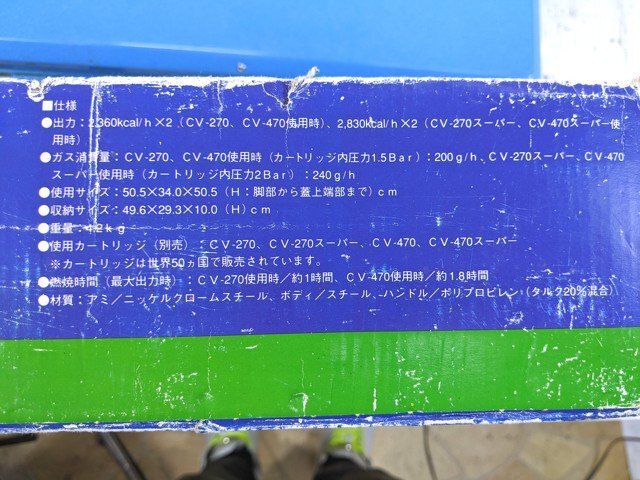 ■仕様
●出力：2,360kcal/h×2（CV-270、CV-470使用時）、2,830kcal/h×2（CV-270スーパー、CV-470スーパー使
用時）
●ガス消費量：CV-270、CV-470使用時（カートリッジ内圧力1.5Bar）：200g/h、CV-270スーパー、CV-470
スーパー使用時（カートリッジ内圧力2Bar）：240g/h
●使用サイズ：50.5×34.0×50.5（H：脚部から蓋上端部まで）cm
●収納サイズ：49.6×29.3×10.0（H）cm
●重量：4.2kg
●使用カートリッジ（別売）：CV-270、CV-270スーパー、CV-470、CV-470スーパー
※カートリッジは世界50ヵ国で販売されています。
●燃焼時間（最大出力時）：CV-270使用時／約1時間、CV-470使用時／約1.8時間
●材質：アミ／ニッケルクロームスチール、ボディ／スチール、ハンドル／ポリプロピレン（タルク20%混合）